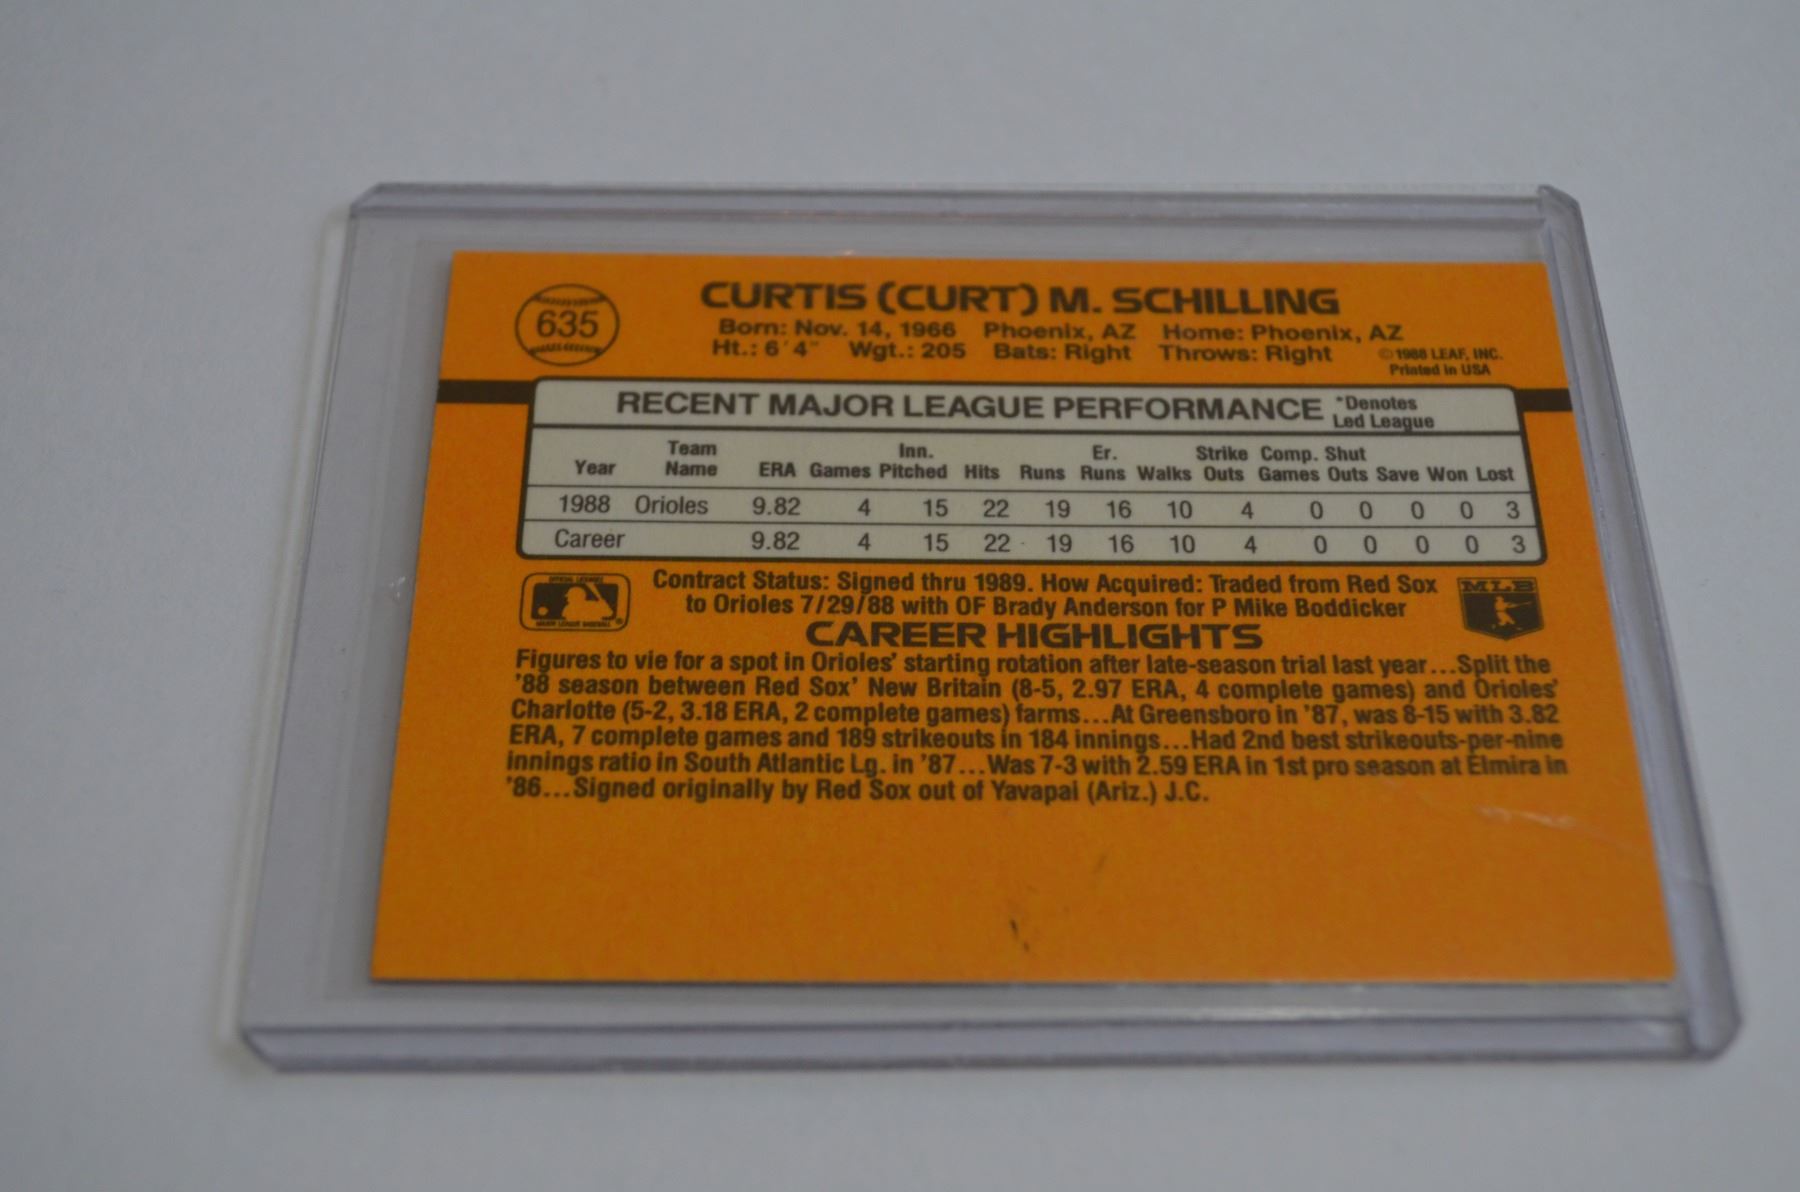 635
CURTIS (CURT) M. SCHILLING
Born: Nov. 14, 1966 Phoenix, AZ Home: Phoenix, AZ
Ht.: 6'4" Wgt.: 205 Bats: Right Throws: Right
© 1988 LEAF, INC.
Printed in USA
RECENT MAJOR LEAGUE PERFORMANCE *Denotes Led League
Year Team Name ERA Games Inn. Pitched Hits Runs Er. Runs Walks Strike Outs Comp. Games Shut Outs Save Won Lost
1988 Orioles 9.82 4 15 22 19 16 10 4 0 0 0 0 3
Career 9.82 4 15 22 19 16 10 4 0 0 0 0 3
Contract Status: Signed thru 1989. How Acquired: Traded from Red Sox
to Orioles 7/29/88 with OF Brady Anderson for P Mike Boddicker
MLB
CAREER HIGHLIGHTS
Figures to vie for a spot in Orioles' starting rotation after late-season trial last year...Split the
'88 season between Red Sox' New Britain (8-5, 2.97 ERA, 4 complete games) and Orioles'
Charlotte (5-2, 3.18 ERA, 2 complete games) farms...At Greensboro in '87, was 8-15 with 3.82
ERA, 7 complete games and 189 strikeouts in 184 innings...Had 2nd best strikeouts-per-nine
innings ratio in South Atlantic Lg. in '87...Was 7-3 with 2.59 ERA in 1st pro season at Elmira in
'86...Signed originally by Red Sox out of Yavapai (Ariz.) J.C.